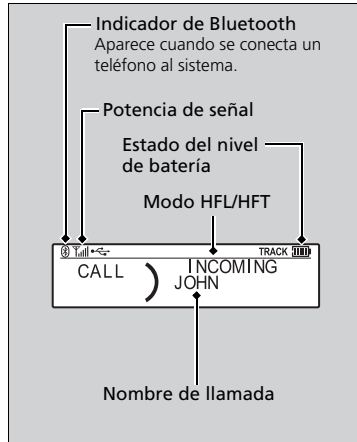 Indicador de Bluetooth
Aparece cuando se conecta un
teléfono al sistema.
Potencia de señal
Estado del nivel
de batería
Modo HFL/HFT
TRACK
CALL
INCOMING
JOHN
Nombre de llamada